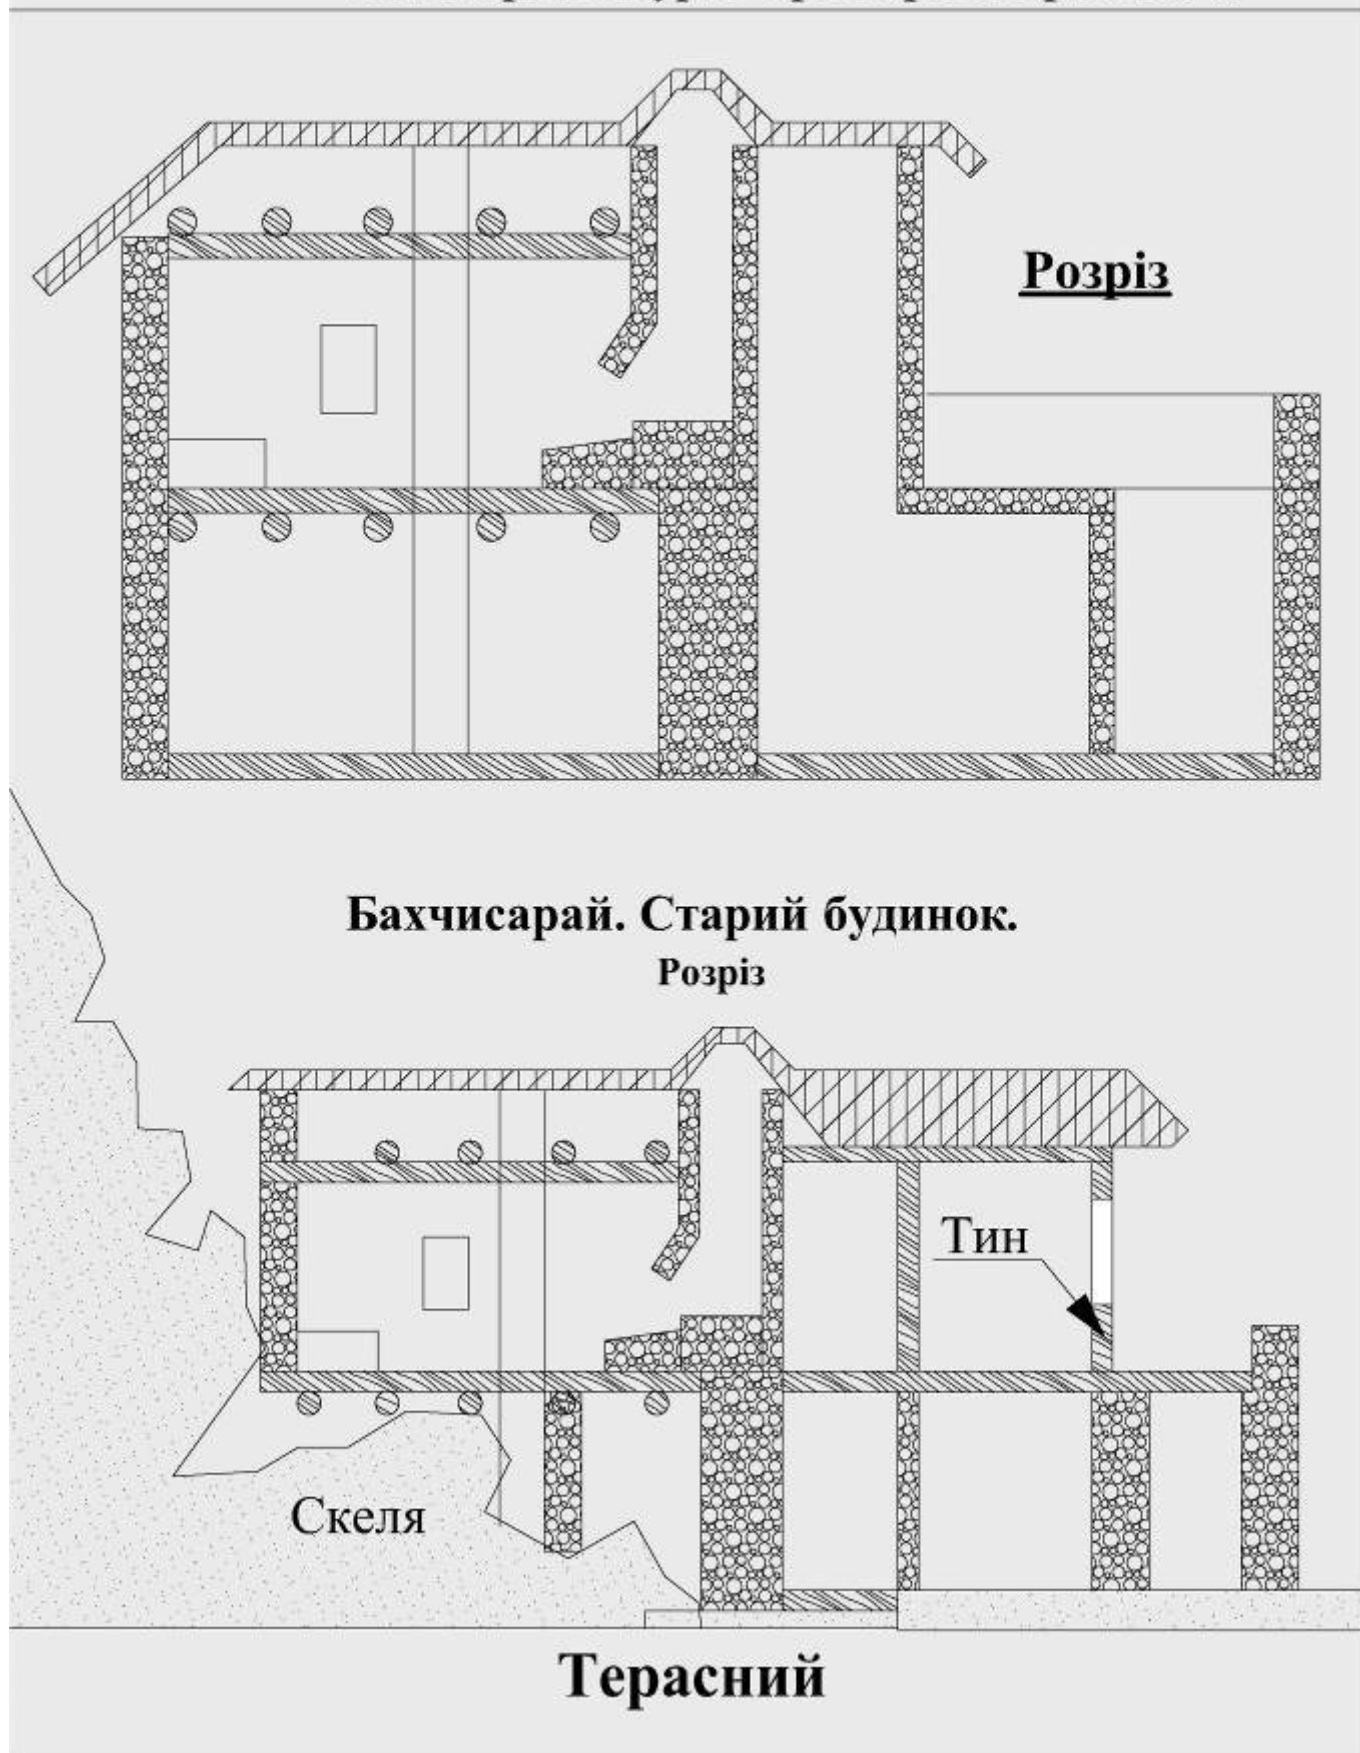 Розріз
Бахчисарай. Старий будинок.
Розріз
Тин
Скеля
Терасний